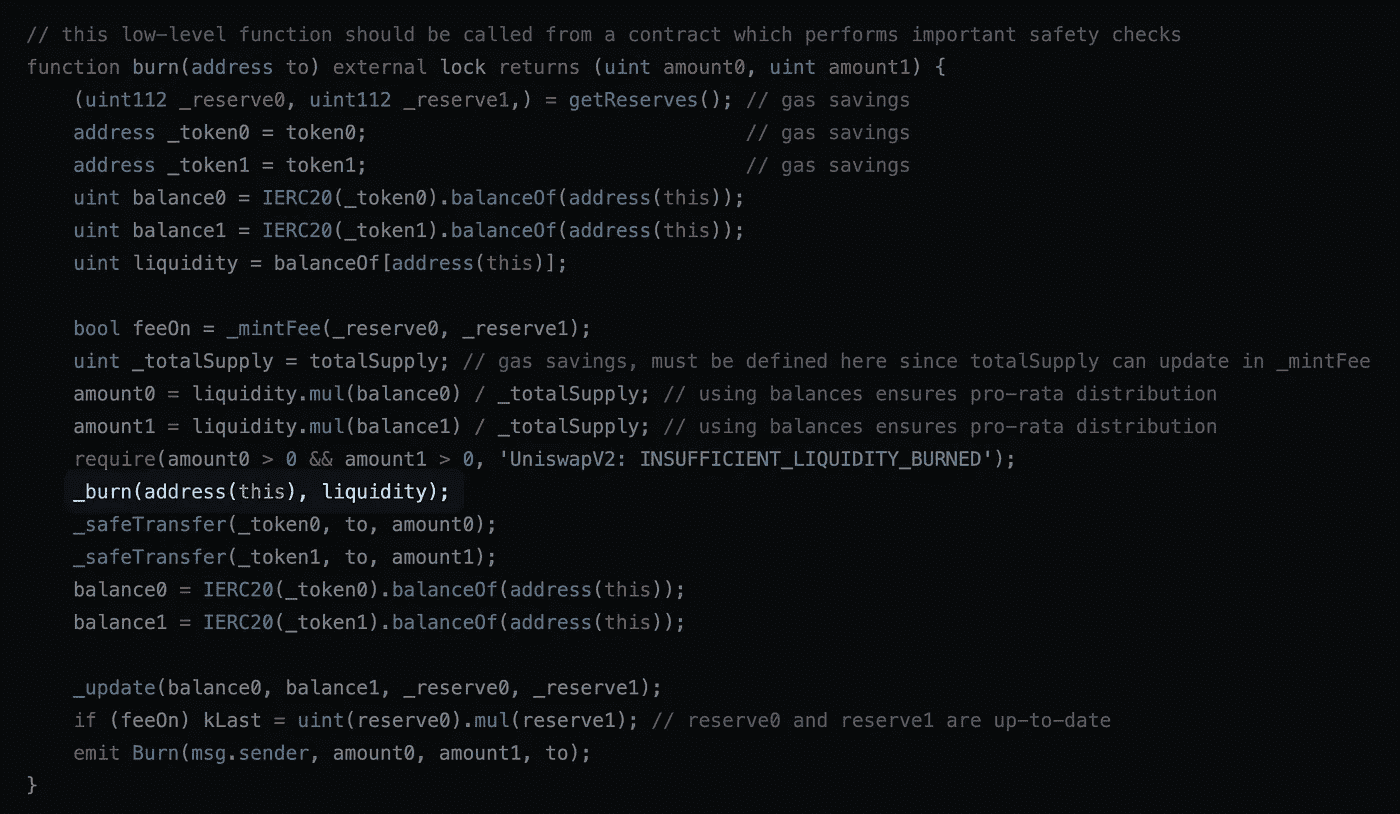 // this low-level function should be called from a contract which performs important safety checks
function burn(address to) external lock returns (uint amount0, uint amount1) {
    (uint112 _reserve0, uint112 _reserve1,) = getReserves(); // gas savings
    address _token0 = token0;                                // gas savings
    address _token1 = token1;                                // gas savings
    uint balance0 = IERC20(_token0).balanceOf(address(this));
    uint balance1 = IERC20(_token1).balanceOf(address(this));
    uint liquidity = balanceOf[address(this)];

    bool feeOn = _mintFee(_reserve0, _reserve1);
    uint _totalSupply = totalSupply; // gas savings, must be defined here since totalSupply can update in _mintFee
    amount0 = liquidity.mul(balance0) / _totalSupply; // using balances ensures pro-rata distribution
    amount1 = liquidity.mul(balance1) / _totalSupply; // using balances ensures pro-rata distribution
    require(amount0 > 0 && amount1 > 0, 'UniswapV2: INSUFFICIENT_LIQUIDITY_BURNED');
    _burn(address(this), liquidity);
    _safeTransfer(_token0, to, amount0);
    _safeTransfer(_token1, to, amount1);
    balance0 = IERC20(_token0).balanceOf(address(this));
    balance1 = IERC20(_token1).balanceOf(address(this));

    _update(balance0, balance1, _reserve0, _reserve1);
    if (feeOn) kLast = uint(reserve0).mul(reserve1); // reserve0 and reserve1 are up-to-date
    emit Burn(msg.sender, amount0, amount1, to);
}